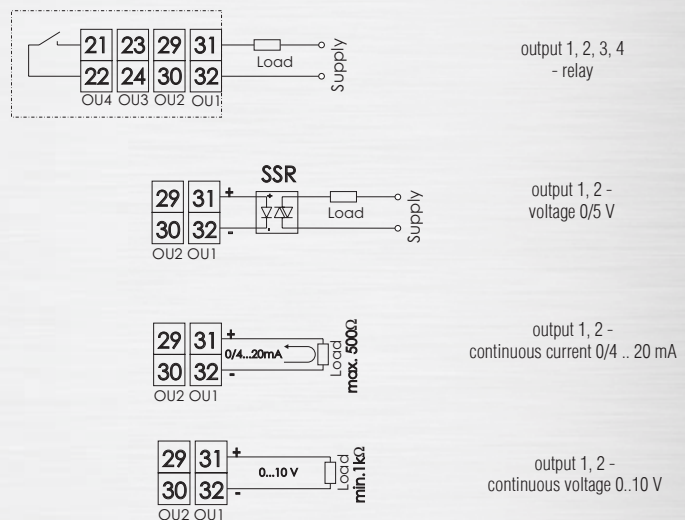 21 23 29 31
22 24 30 32
OU4 OU3 OU2 OU1
Load
Supply
output 1, 2, 3, 4
- relay
SSR
29 31 +
30 32 -
OU2 OU1
Load
Supply
output 1, 2 -
voltage 0/5 V
29 31 +
30 32 -
OU2 OU1
0/4...20mA
Load
max. 500Ω
output 1, 2 -
continuous current 0/4 .. 20 mA
29 31 +
30 32 -
OU2 OU1
0...10 V
Load
min.1kΩ
output 1, 2 -
continuous voltage 0..10 V